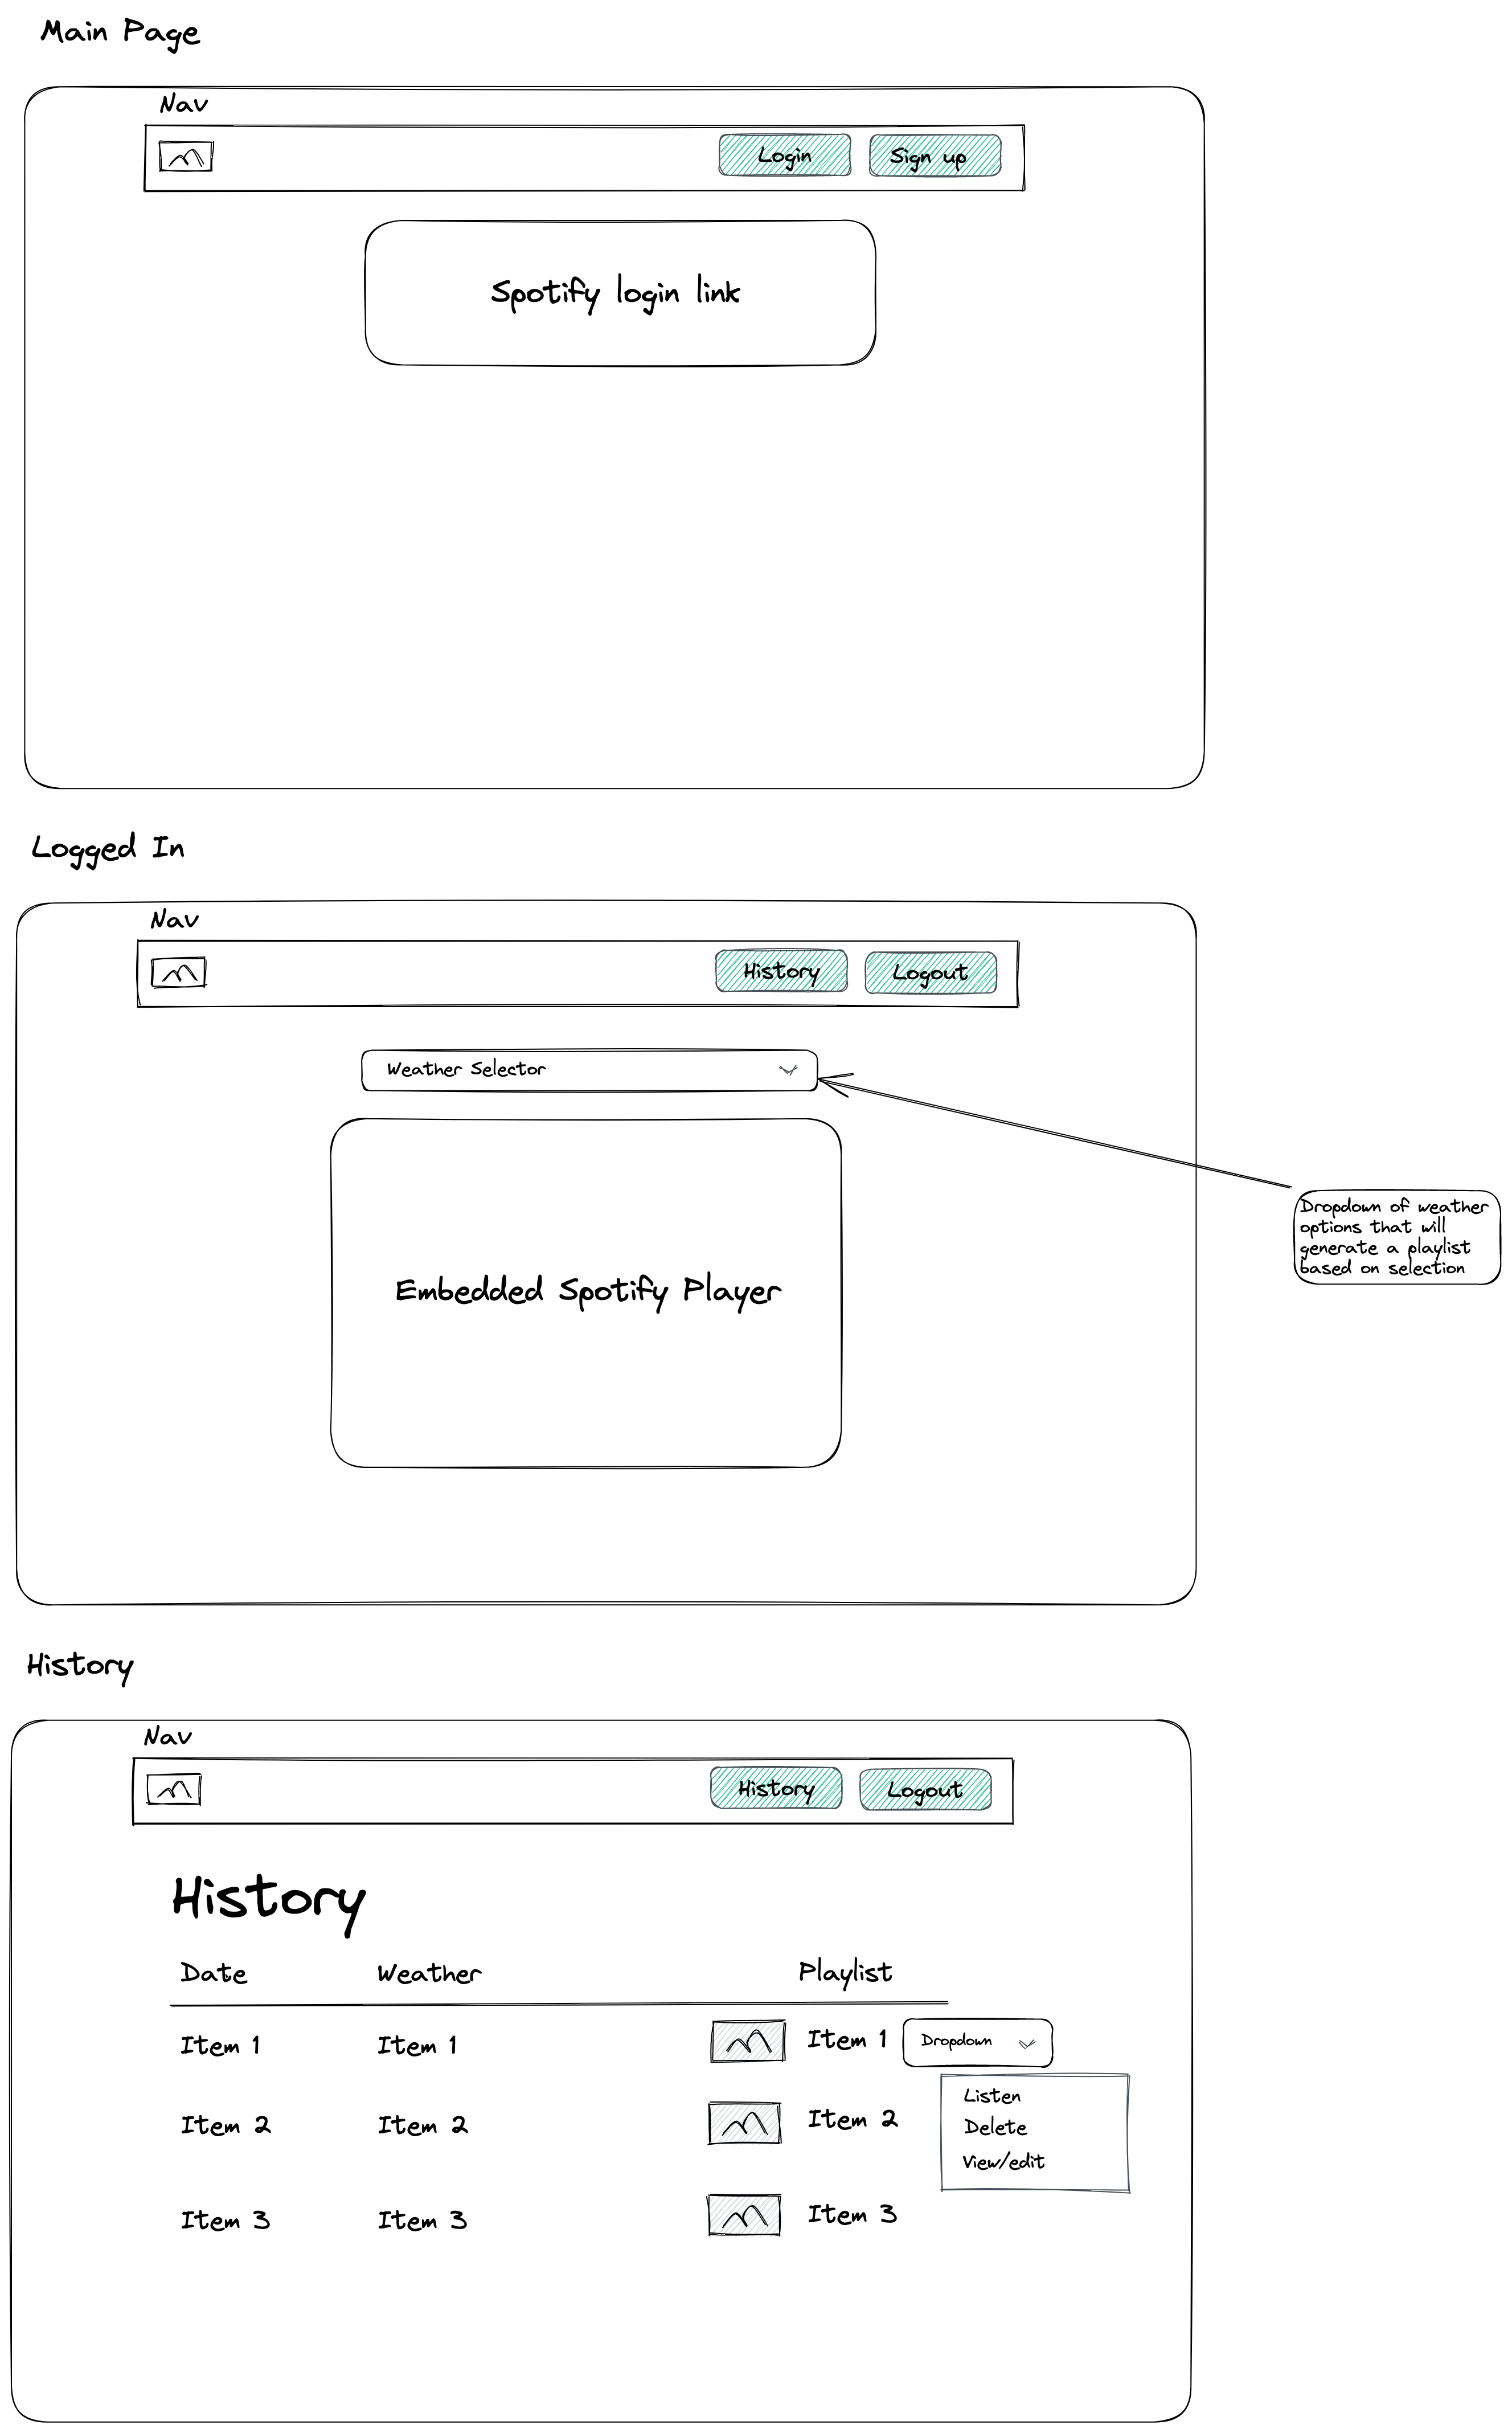 Main Page
Nav
Login
Sign up
Spotify login link
Logged In
Nav
History
Logout
Weather Selector
Embedded Spotify Player
Dropdown of weather
options that will
generate a playlist
based on selection
History
Nav
History
Logout
History
Date
Weather
Playlist
Item 1
Item 1
Item 1
Dropdown
Listen
Delete
View/edit
Item 2
Item 2
Item 2
Item 3
Item 3
Item 3